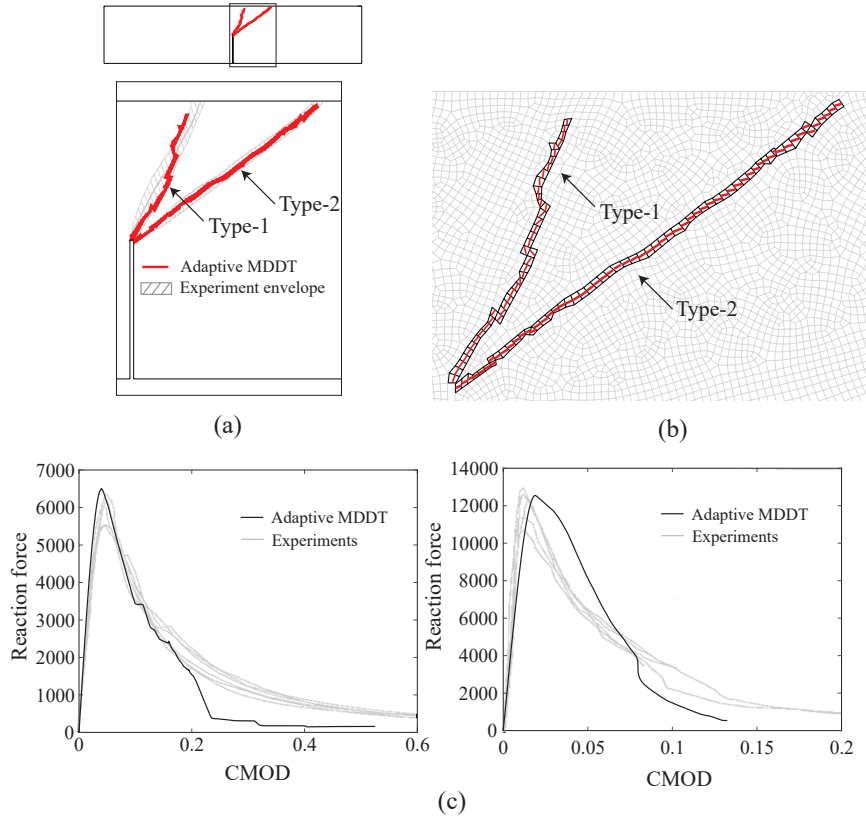 Type-1
Type-2
Adaptive MDDT
Experiment envelope
(a)
Type-1
Type-2
(b)
7000
6000
5000
4000
3000
2000
1000
0
Reaction force
Adaptive MDDT
Experiments
0
0.2
0.4
0.6
CMOD
14000
12000
10000
8000
6000
4000
2000
0
Reaction force
Adaptive MDDT
Experiments
0
0.05
0.1
0.15
0.2
CMOD
(c)